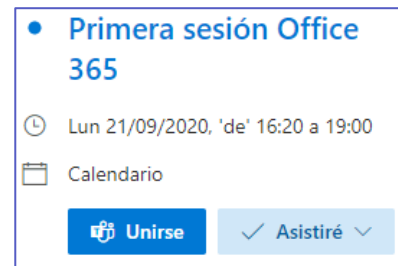 Primera sesión Office
365
Lun 21/09/2020, 'de' 16:20 a 19:00
Calendario
Unirse
Asistiré